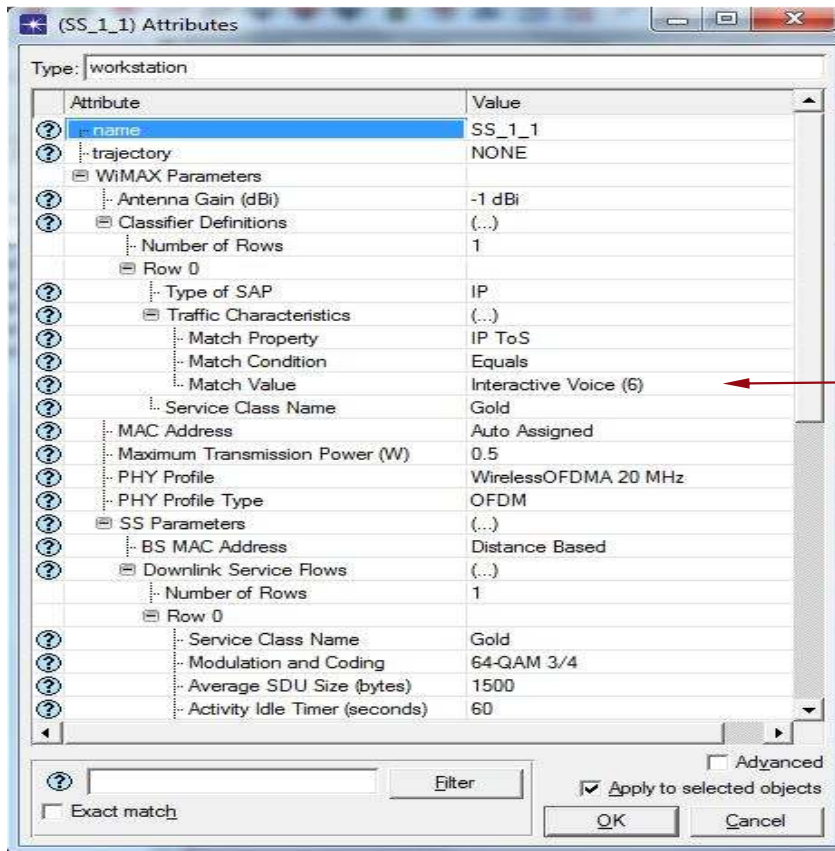 (SS_1_1) Attributes
Type: workstation
Attribute Value
name SS_1_1
trajectory NONE
WiMAX Parameters
Antenna Gain (dBi) -1 dBi
Classifier Definitions (...)
Number of Rows 1
Row 0
Type of SAP IP
Traffic Characteristics (...)
Match Property IP ToS
Match Condition Equals
Match Value Interactive Voice (6)
Service Class Name Gold
MAC Address Auto Assigned
Maximum Transmission Power (W) 0.5
PHY Profile WirelessOFDMA 20 MHz
PHY Profile Type OFDM
SS Parameters (...)
BS MAC Address Distance Based
Downlink Service Flows (...)
Number of Rows 1
Row 0
Service Class Name Gold
Modulation and Coding 64-QAM 3/4
Average SDU Size (bytes) 1500
Activity Idle Timer (seconds) 60
Advanced
Filter
Apply to selected objects
Exact match
OK Cancel